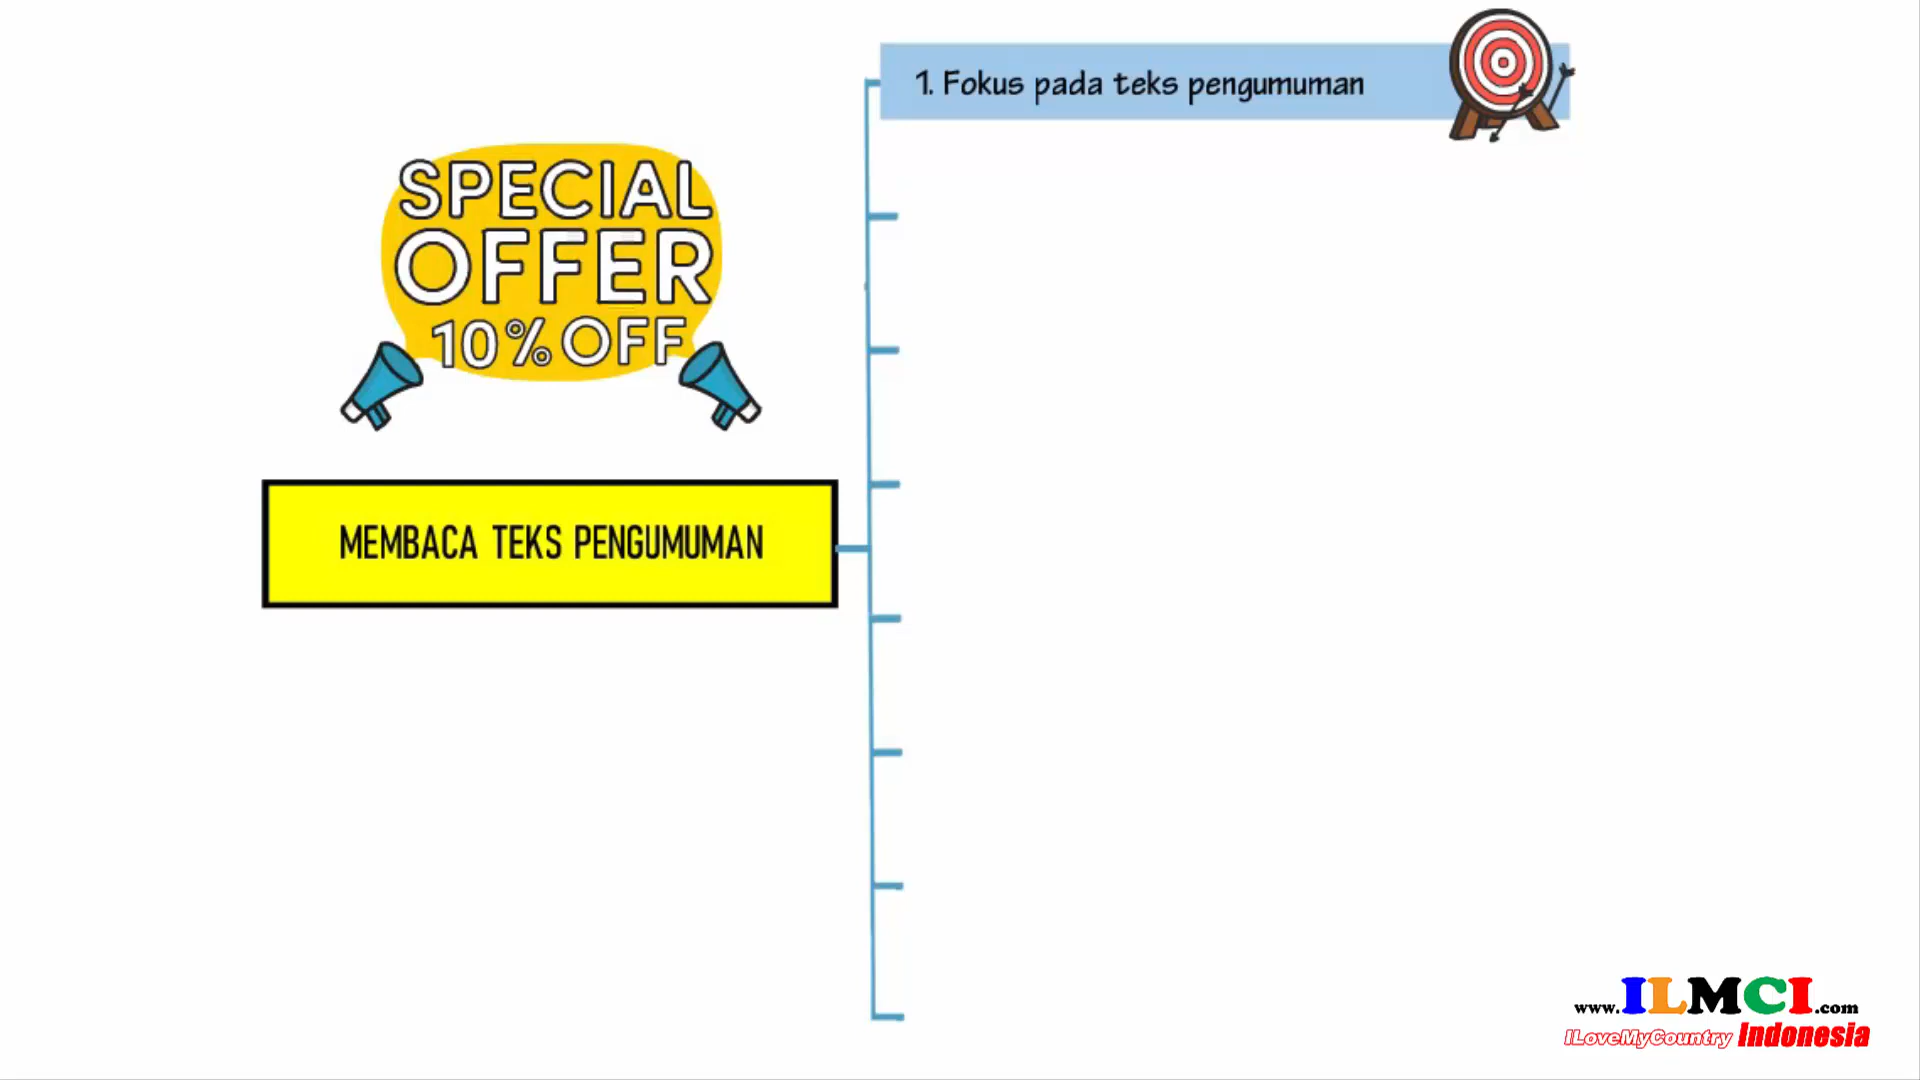 1. Fokus pada teks pengumuman
SPECIAL
OFFER
10% OFF
MEMBACA TEKS PENGUMUMAN
www.ILMCI.com
ILoveMyCountry Indonesia